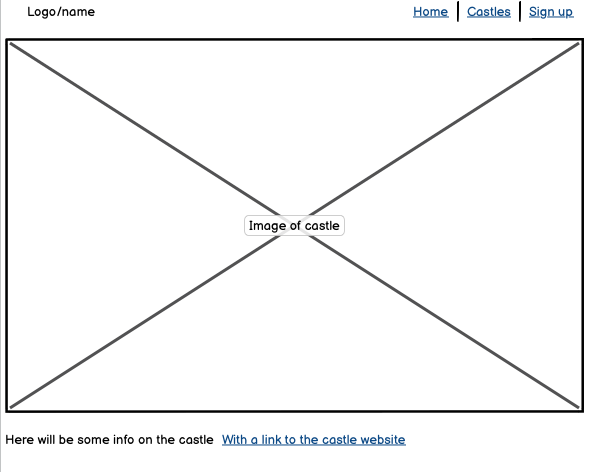 Logo/name Home Castles Sign up
Image of castle
Here will be some info on the castle With a link to the castle website